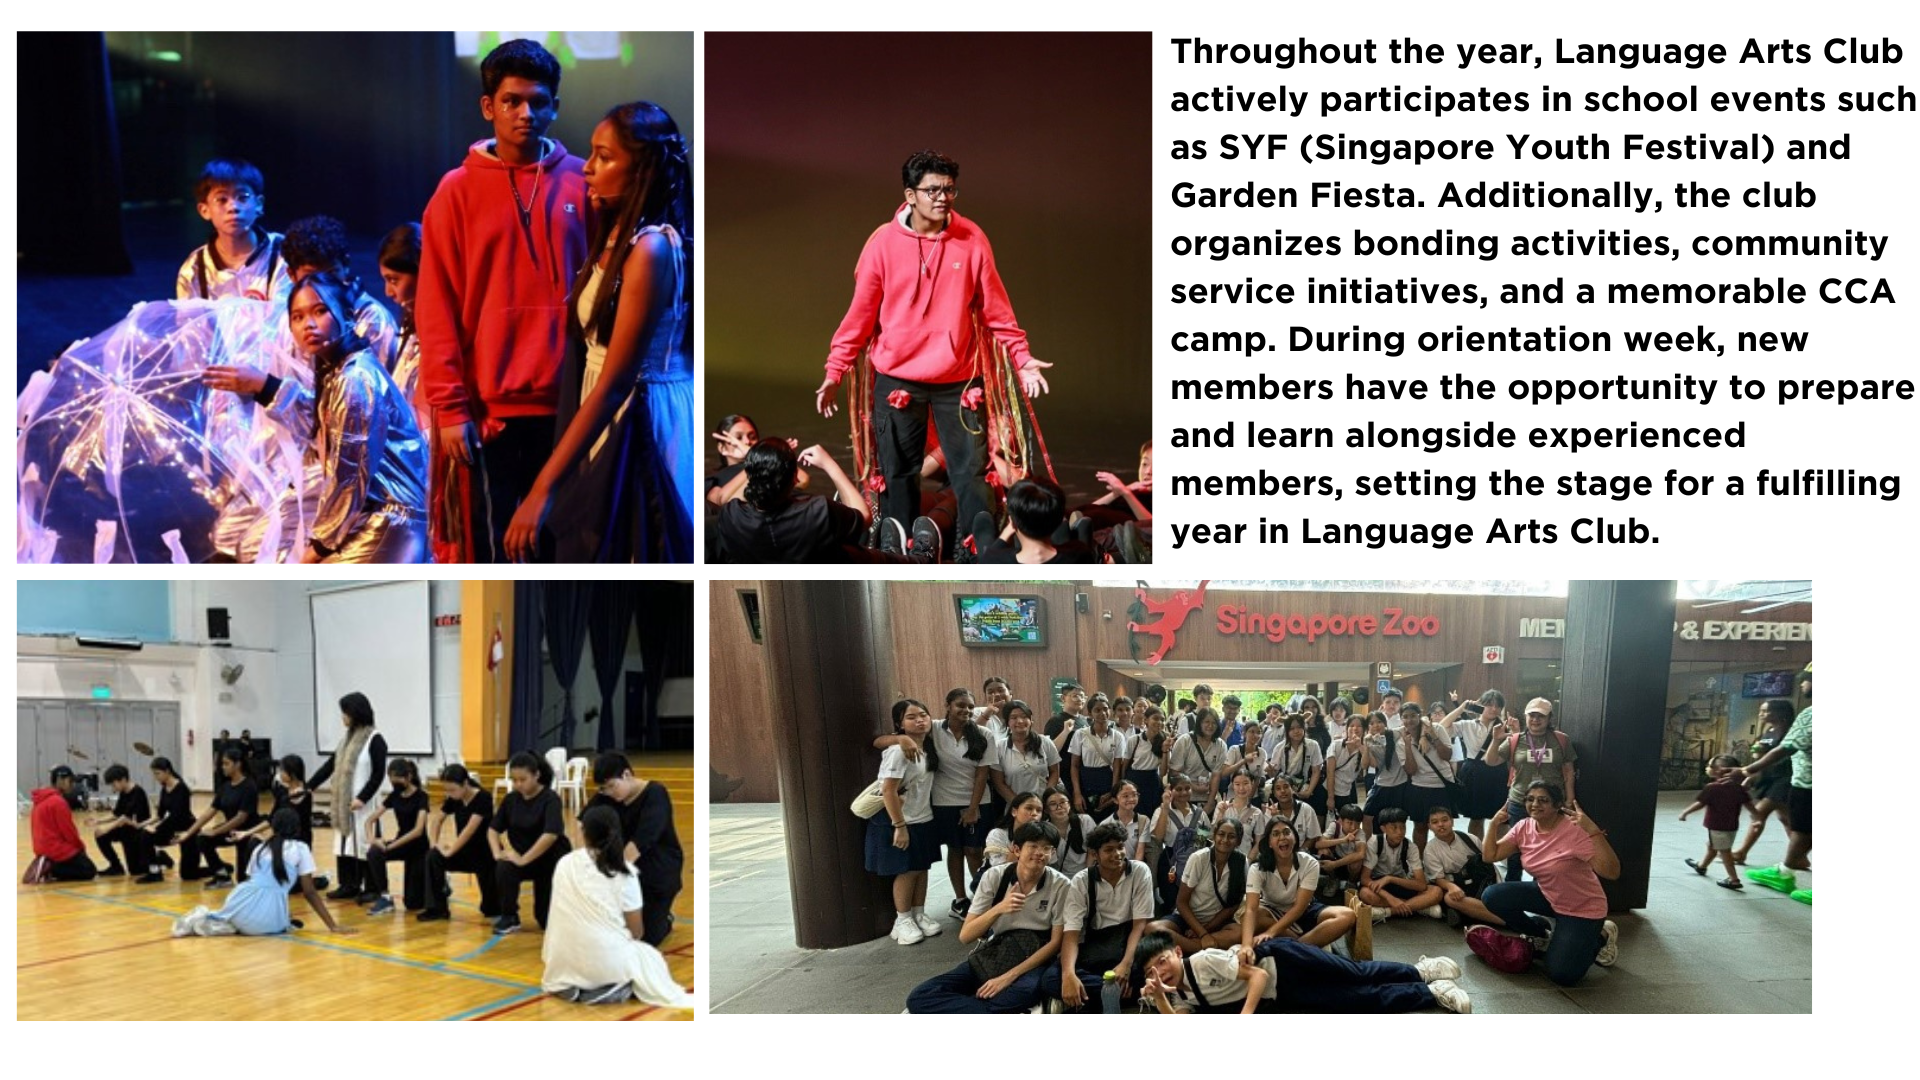 Throughout the year, Language Arts Club
actively participates in school events such
as SYF (Singapore Youth Festival) and
Garden Fiesta. Additionally, the club
organizes bonding activities, community
service initiatives, and a memorable CCA
camp. During orientation week, new
members have the opportunity to prepare
and learn alongside experienced
members, setting the stage for a fulfilling
year in Language Arts Club.
Singapore Zoo
& EXPERIEN